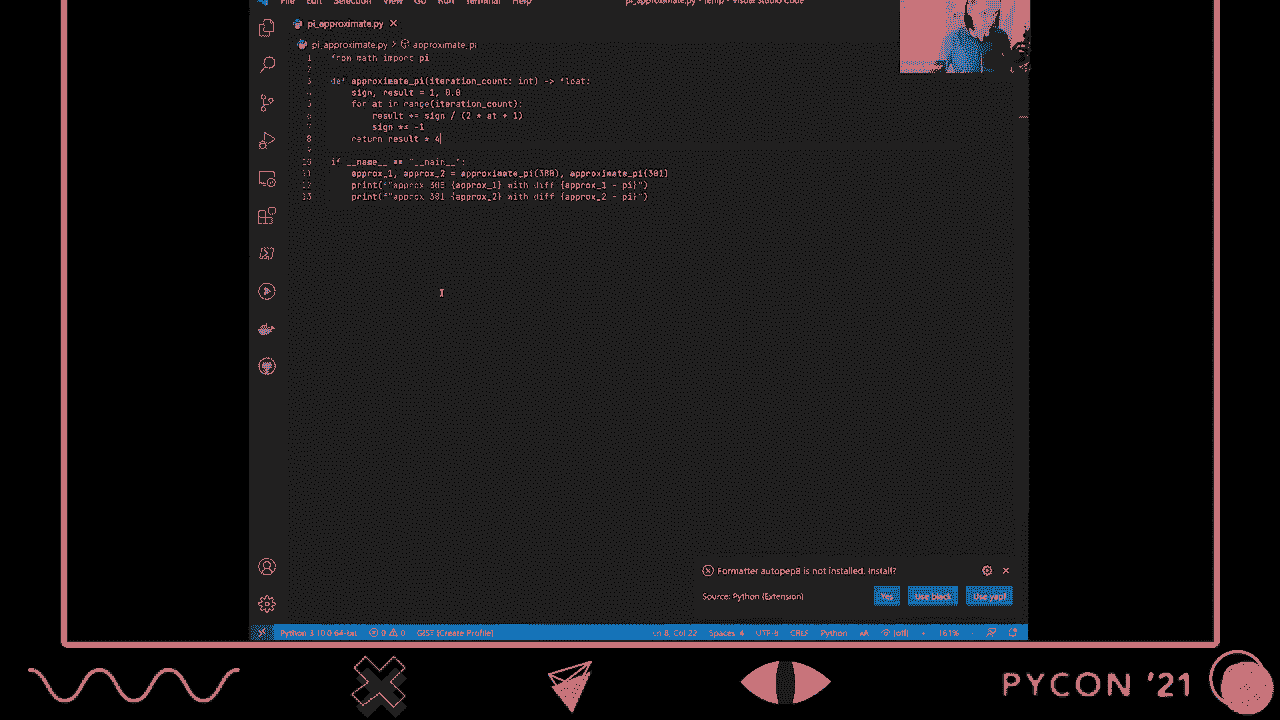 File Edit Selection View Go Run Terminal Help pi_approximate.py - temp - Visual Studio Code
pi_approximate.py
pi_approximate.py > approximate_pi
1 from math import pi
2
3 def approximate_pi(iteration_count: int) -> float:
4 sign, result = 1, 0.0
5 for at in range(iteration_count):
6 result += sign / (2 * at + 1)
7 sign *= -1
8 return result * 4
9
10 if __name__ == "__main__":
11 approx_1, approx_2 = approximate_pi(300), approximate_pi(301)
12 print(f"approx 300 {approx_1} with diff {approx_1 - pi}")
13 print(f"approx 301 {approx_2} with diff {approx_2 - pi}")
Formatter autopep8 is not installed. Install?
Source: Python (Extension)
Yes
Use black
Use yapf
Python 3.10.0 64-bit 0 0 GIST [Create Profile] Ln 8, Col 22 Spaces: 4 UTF-8 CRLF Python AA [off] 161%
PYCON '21